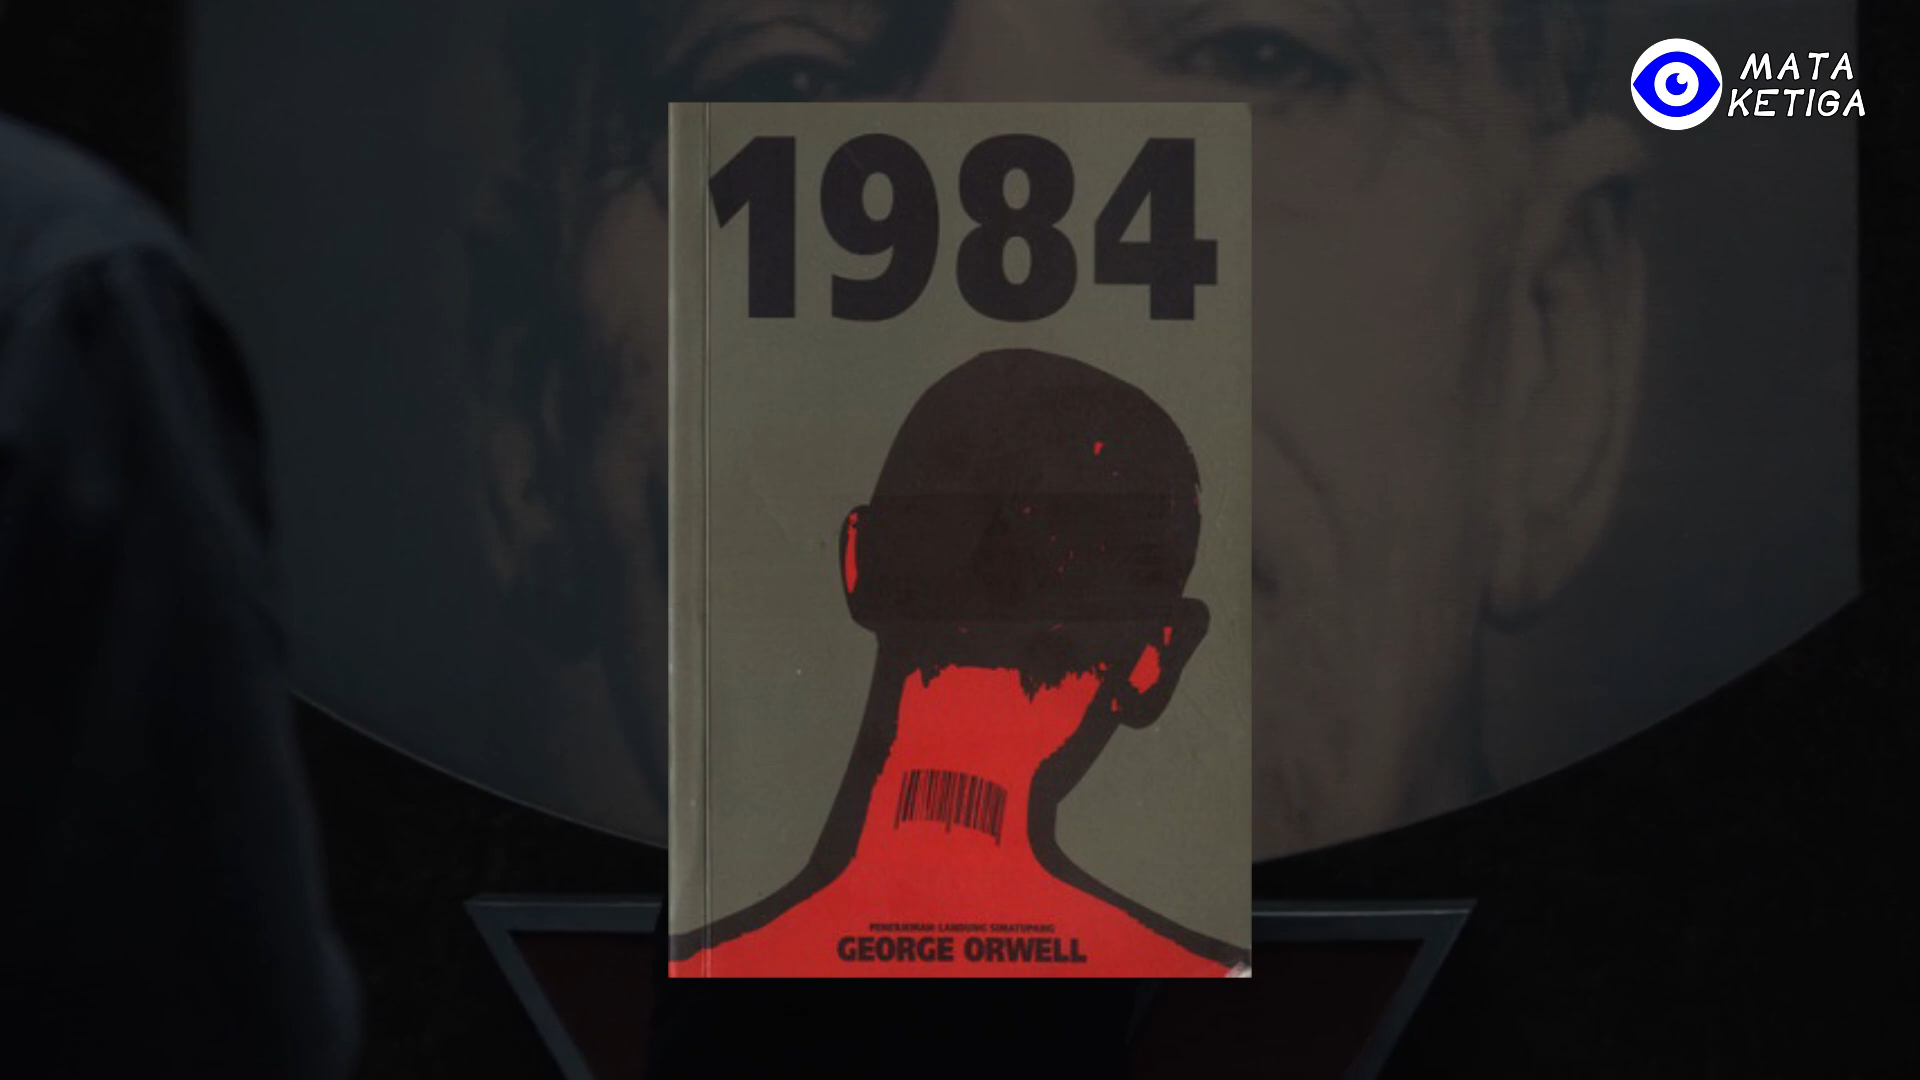 MATA
KETIGA
1984
PENERJEMAH: LANDUNG SIMATUPANG
GEORGE ORWELL